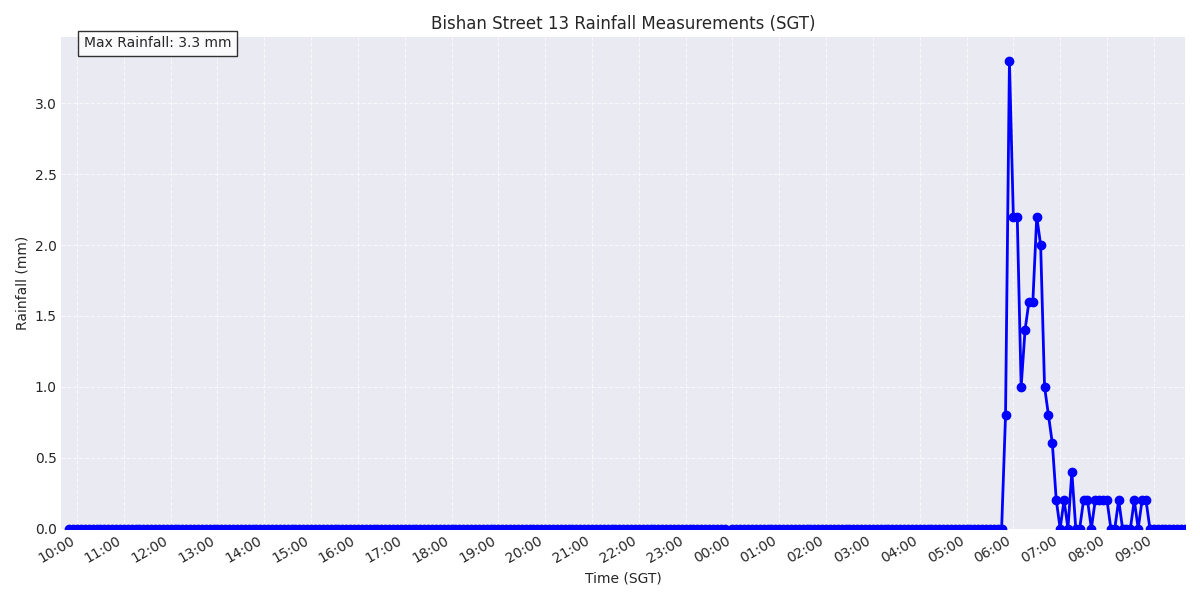 Bishan Street 13 Rainfall Measurements (SGT)
Max Rainfall: 3.3 mm
Rainfall (mm)
3.0
2.5
2.0
1.5
1.0
0.5
0.0
10:00 11:00 12:00 13:00 14:00 15:00 16:00 17:00 18:00 19:00 20:00 21:00 22:00 23:00 00:00 01:00 02:00 03:00 04:00 05:00 06:00 07:00 08:00 09:00
Time (SGT)